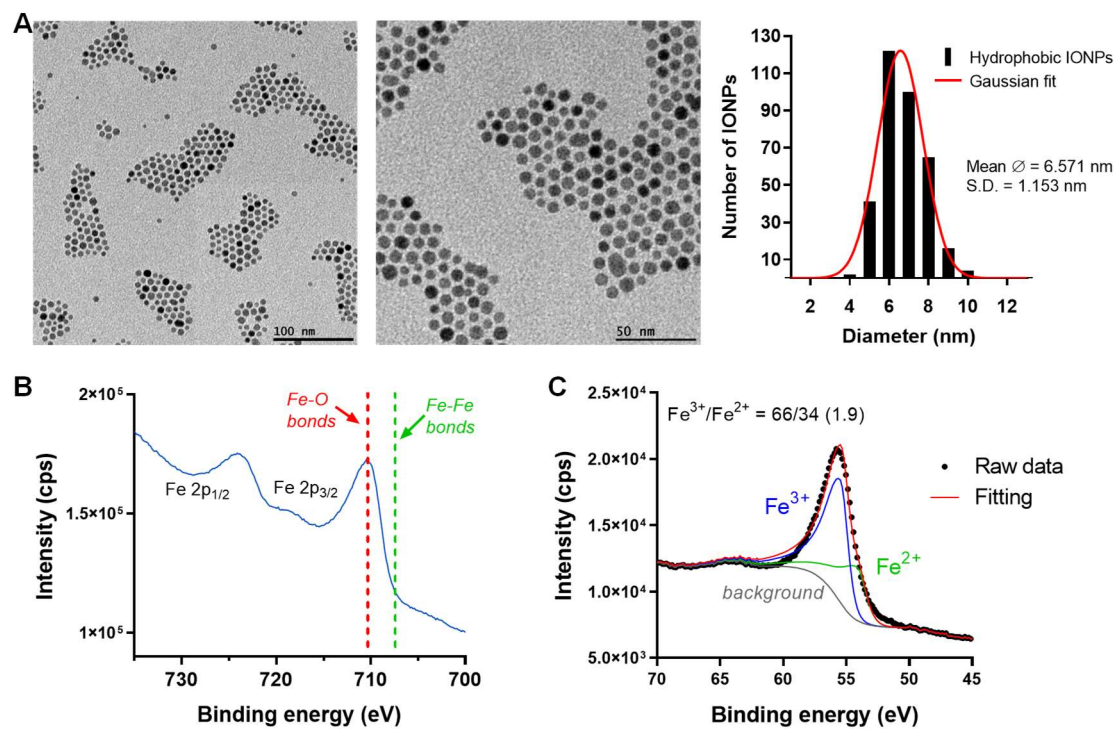 A
100 nm
50 nm
Number of IONPs
130
110
90
70
50
30
10
2
4
6
8
10
12
Diameter (nm)
Hydrophobic IONPs
Gaussian fit
Mean ∅ = 6.571 nm
S.D. = 1.153 nm
B
Intensity (cps)
2×10⁵
1.5×10⁵
1×10⁵
Fe-O
bonds
Fe-Fe
bonds
Fe 2p₁/₂
Fe 2p₃/₂
730
720
710
700
Binding energy (eV)
C
Intensity (cps)
2.5×10⁴
2.0×10⁴
1.5×10⁴
1.0×10⁴
5.0×10³
Fe³⁺/Fe²⁺ = 66/34 (1.9)
Fe³⁺
Fe²⁺
background
Raw data
Fitting
70
65
60
55
50
45
Binding energy (eV)